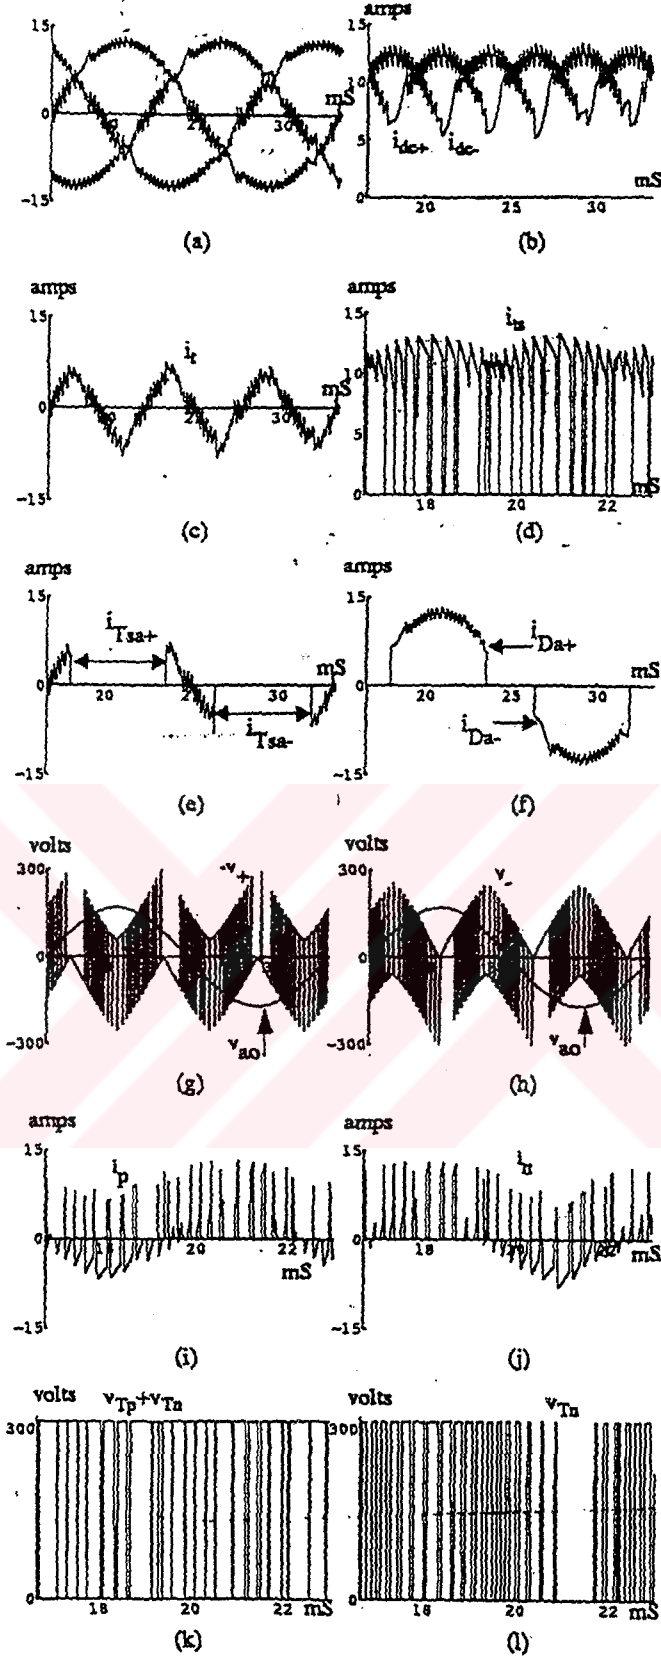 amps
15
15
10
mS
0
30
5
i_dc+
i_dc-
mS
-15
0
20
25
30
(a)
(b)
amps
amps
15
15
i_t
i_ts
10
mS
0
30
5
-15
0
mS
18
20
22
(c)
(d)
amps
amps
15
15
i_Tsa+
i_Da+
mS
mS
0
20
30
0
20
25
30
i_Tsa-
i_Da-
-15
-15
(e)
(f)
volts
volts
300
v+
300
v-
0
0
-300
v_ao
-300
v_ao
(g)
(h)
amps
amps
15
i_p
15
i_n
0
20
22
0
18
mS
mS
-15
-15
(i)
(j)
volts
v_Tp+v_Tn
volts
v_Tn
300
300
0
18
20
22
mS
0
18
20
22
mS
(k)
(l)